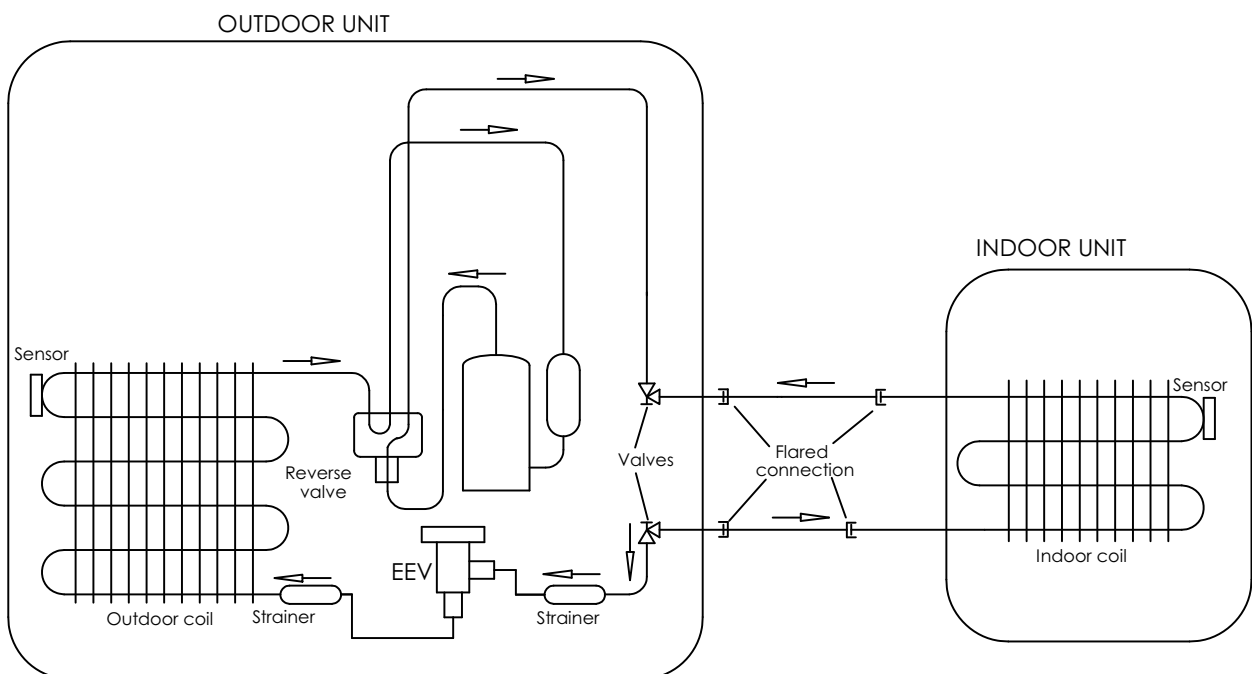 OUTDOOR UNIT
INDOOR UNIT
Sensor
Sensor
Reverse
valve
Valves
Flared
connection
Indoor coil
EEV
Outdoor coil
Strainer
Strainer